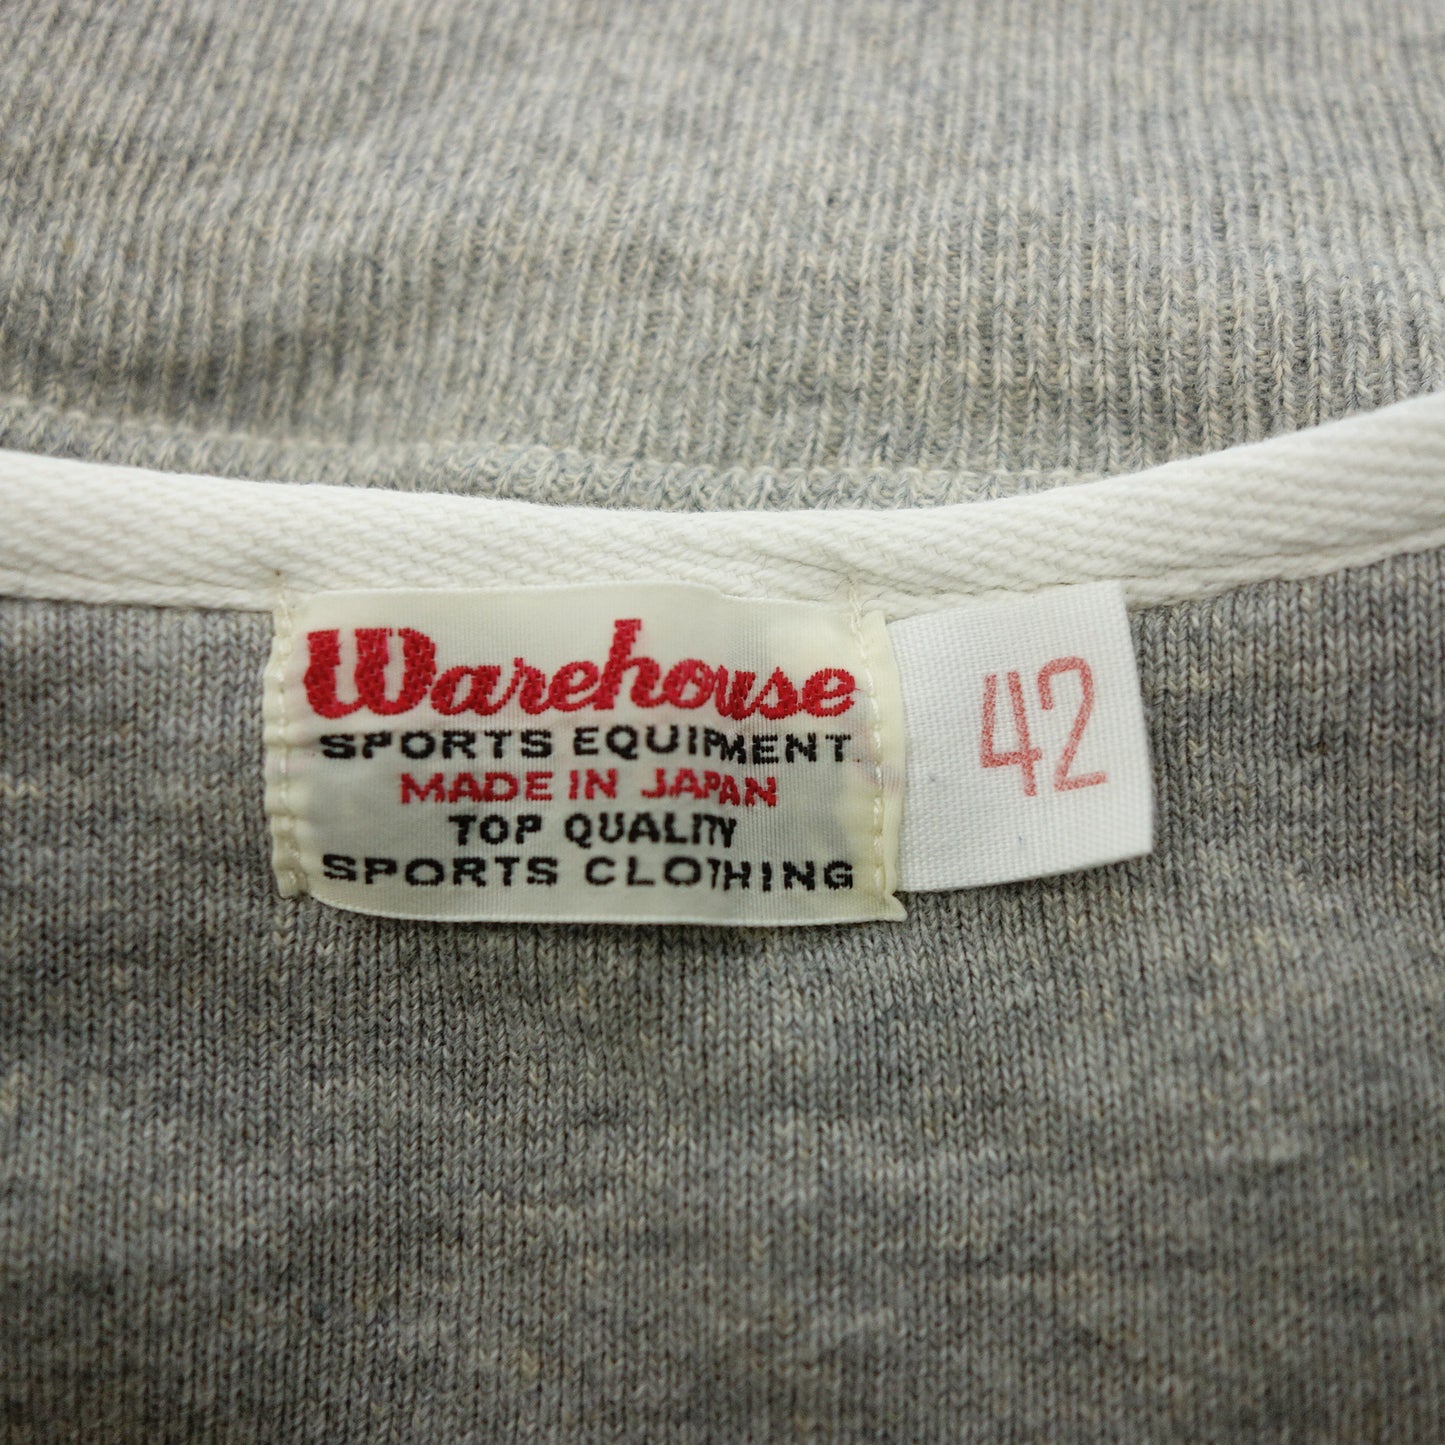 Warehouse
SPORTS EQUIPMENT
MADE IN JAPAN
TOP QUALITY
SPORTS CLOTHING
42